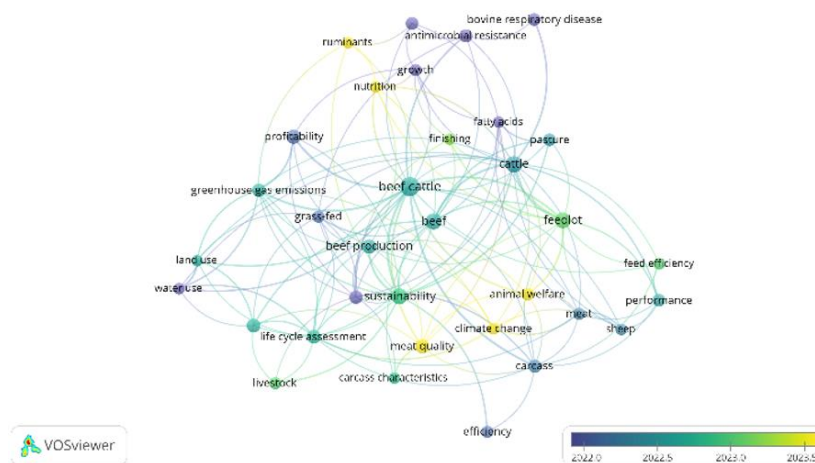 bovine respiratory disease
antimicrobial resistance
ruminants
growth
nutrition
fatty acids
profitability
finishing
pasture
cattle
beef cattle
greenhouse gas emissions
grass-fed
beef
feedlot
beef production
land use
feed efficiency
water use
sustainability
animal welfare
performance
meat
climate change
sheep
life cycle assessment
meat quality
carcass
carcass characteristics
livestock
efficiency
VOSviewer
2022.0 2022.5 2023.0 2023.5